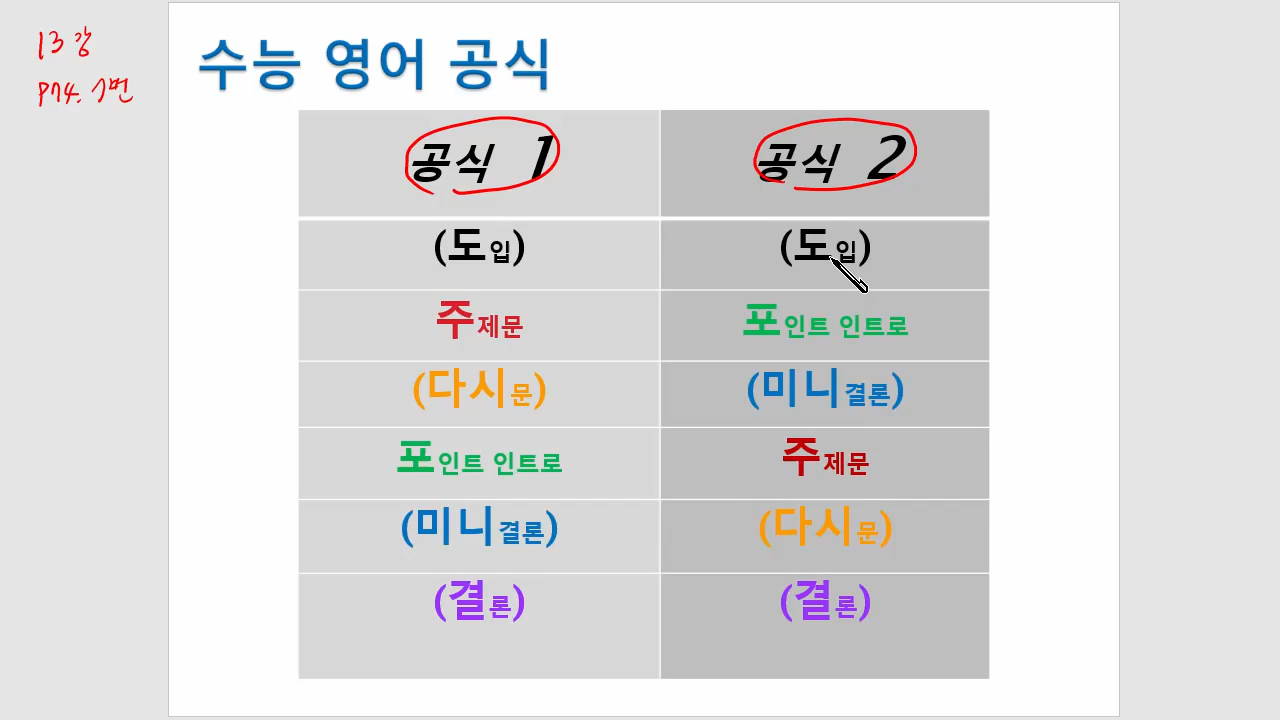 13강
P74. 1번
수능 영어 공식
공식 1 공식 2
(도입) (도입)
주제문 포인트 인트로
(다시문) (미니결론)
포인트 인트로 주제문
(미니결론) (다시문)
(결론) (결론)